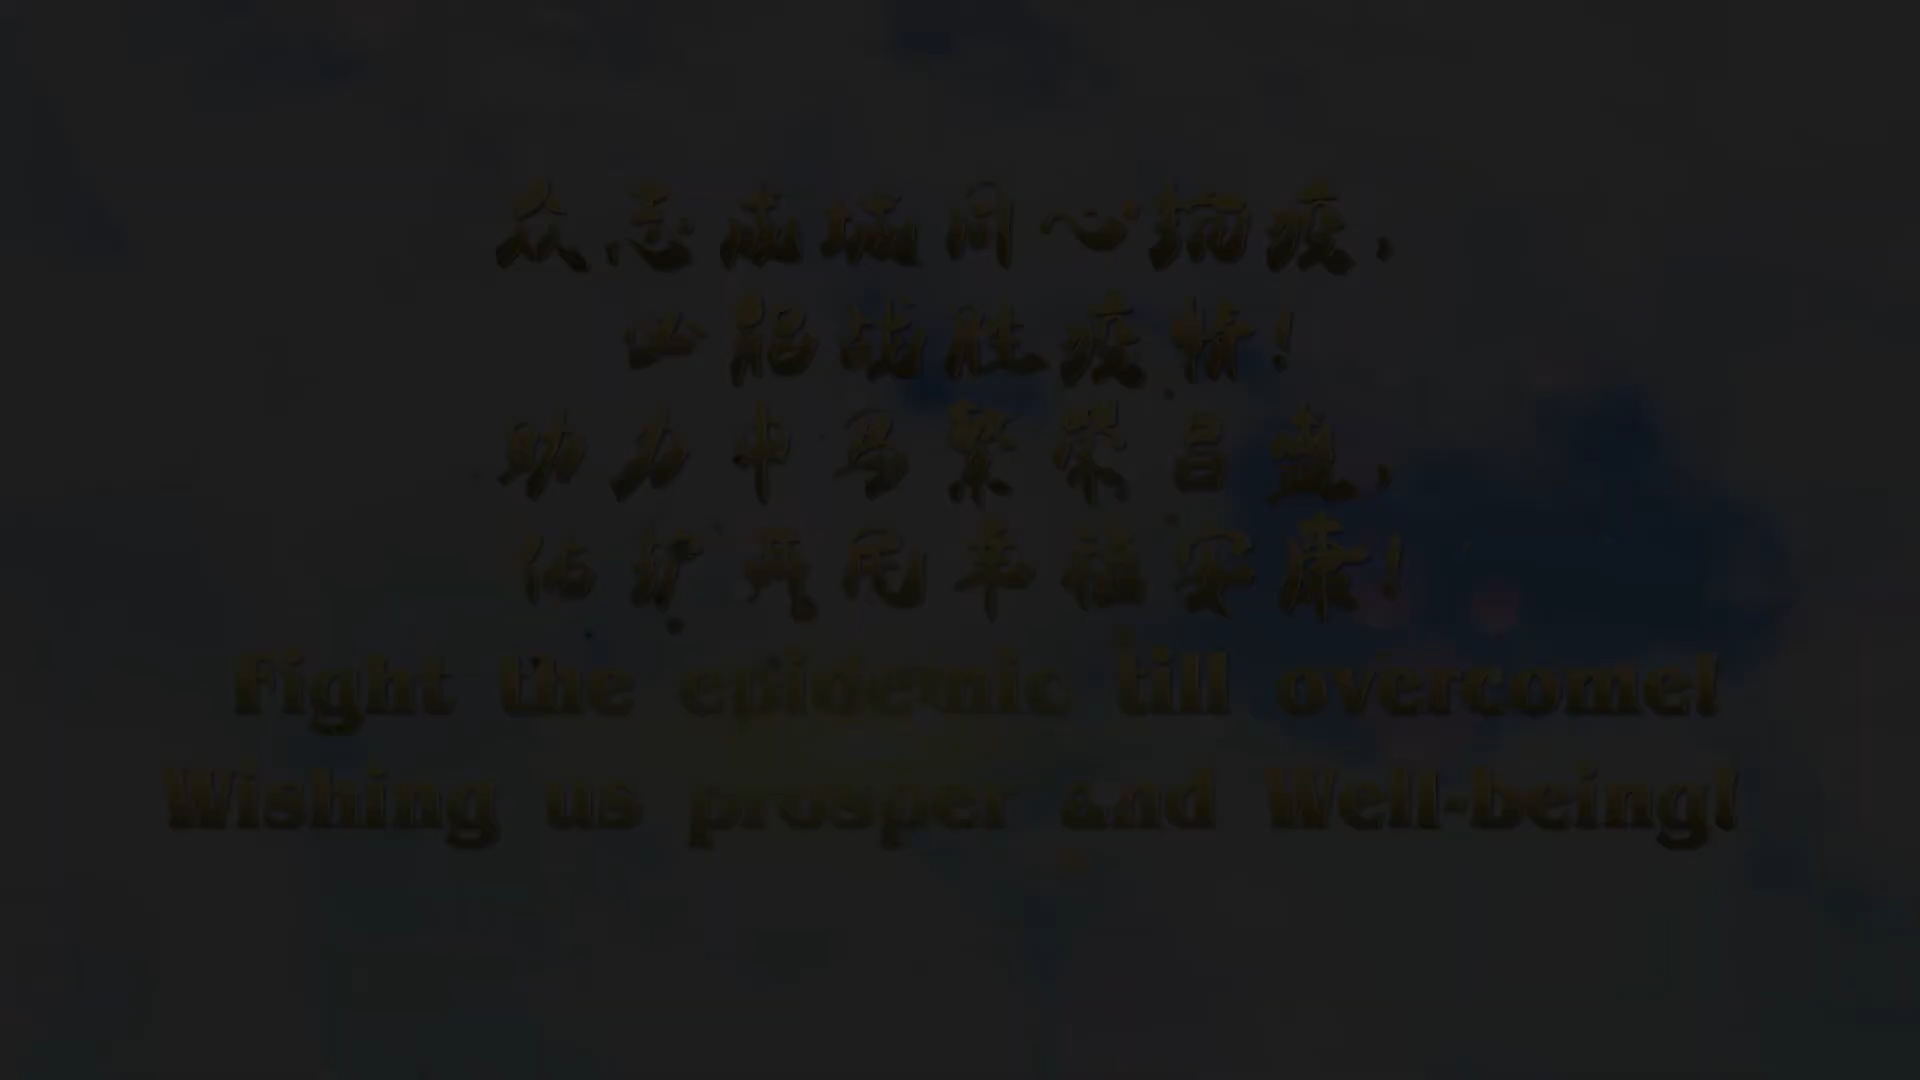 众志成城同心抗疫，
必能战胜疫情！
助力中马繁荣昌盛，
佑护两国幸福安康！
Fight the epidemic till overcome!
Wishing us prosper and Well-being!